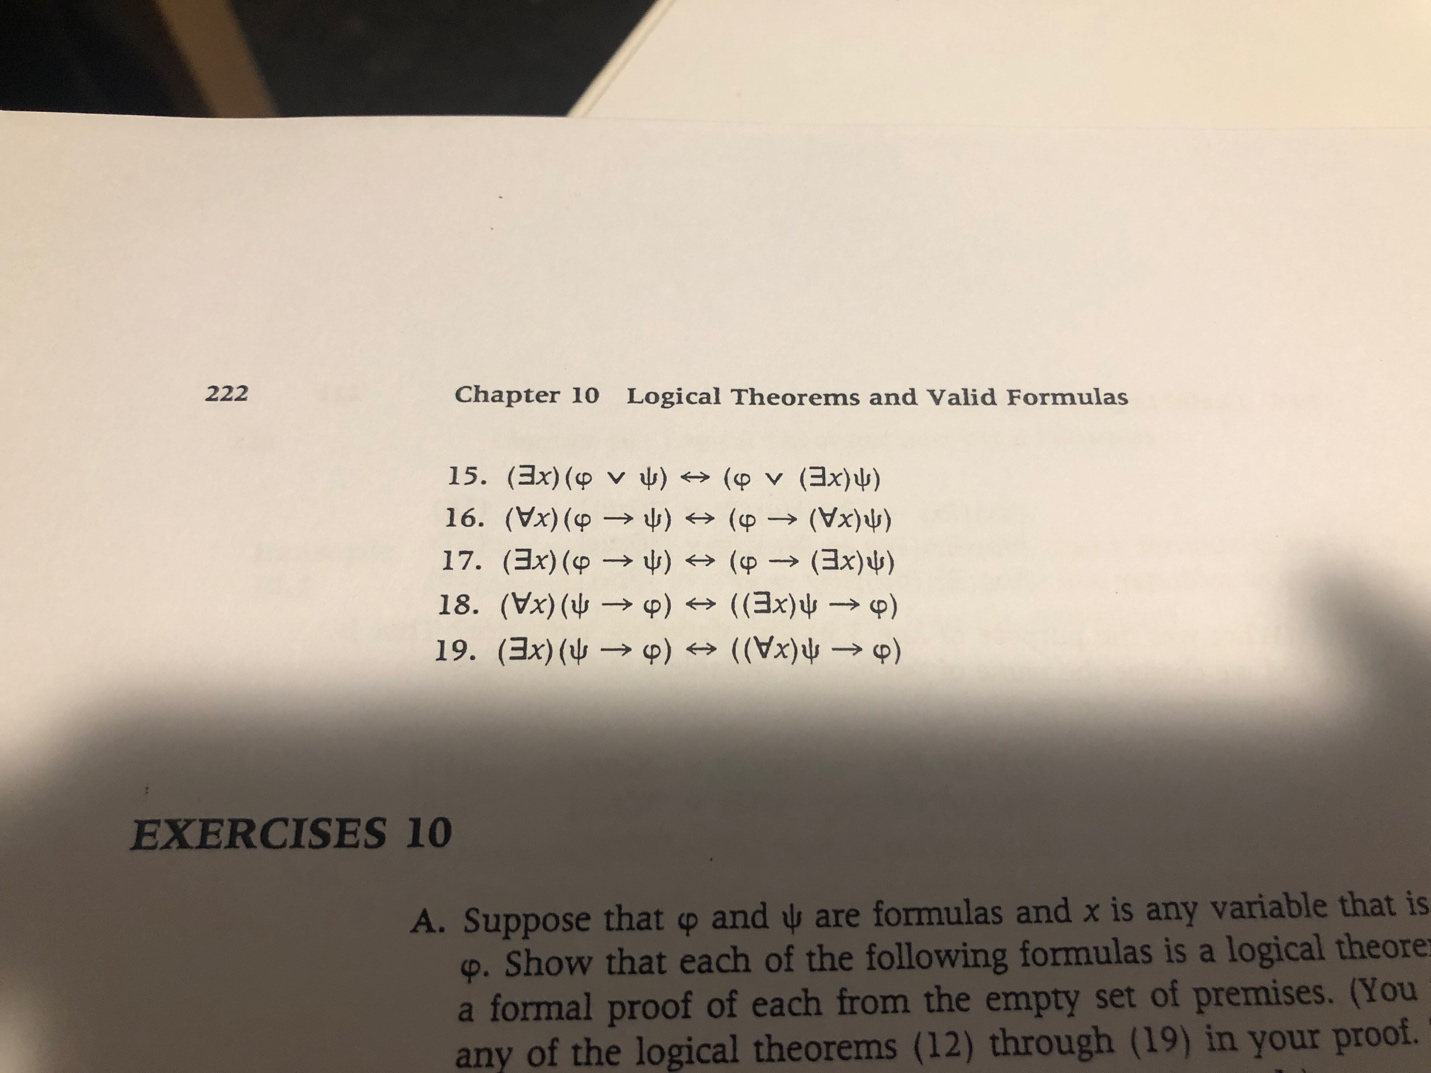 222 Chapter 10 Logical Theorems and Valid Formulas
15. (∃x)(φ ∨ ψ) ↔ (φ ∨ (∃x)ψ)
16. (∀x)(φ → ψ) ↔ (φ → (∀x)ψ)
17. (∃x)(φ → ψ) ↔ (φ → (∃x)ψ)
18. (∀x)(ψ → φ) ↔ ((∃x)ψ → φ)
19. (∃x)(ψ → φ) ↔ ((∀x)ψ → φ)
EXERCISES 10
A. Suppose that φ and ψ are formulas and x is any variable that is
φ. Show that each of the following formulas is a logical
a formal proof of each from the empty set of premises. (You
any of the logical theorems (12) through (19) in your proof.